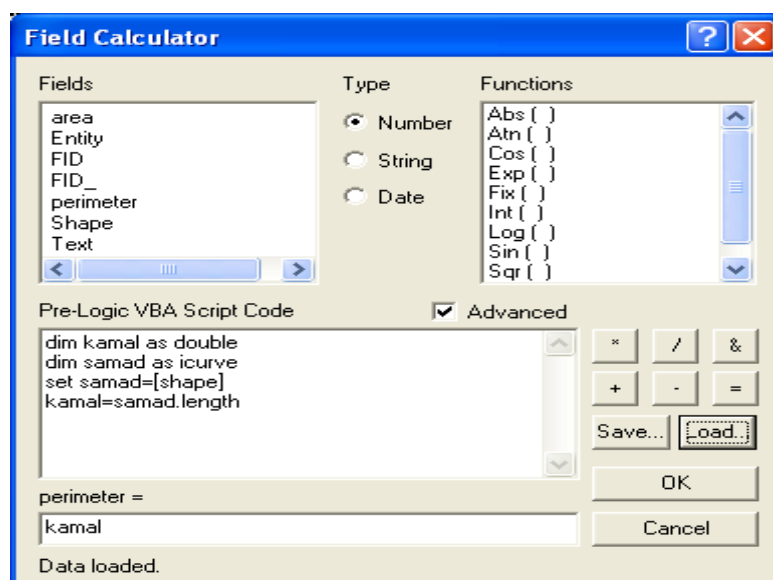 Field Calculator
Fields
area
Entity
FID
FID_
perimeter
Shape
Text
Type
Number
String
Date
Functions
Abs ( )
Atn ( )
Cos ( )
Exp ( )
Fix ( )
Int ( )
Log ( )
Sin ( )
Sqr ( )
Pre-Logic VBA Script Code
Advanced
dim kamal as double
dim samad as icurve
set samad=[shape]
kamal=samad.length
* / &
+ - =
Save... Load...
perimeter =
kamal
OK
Cancel
Data loaded.